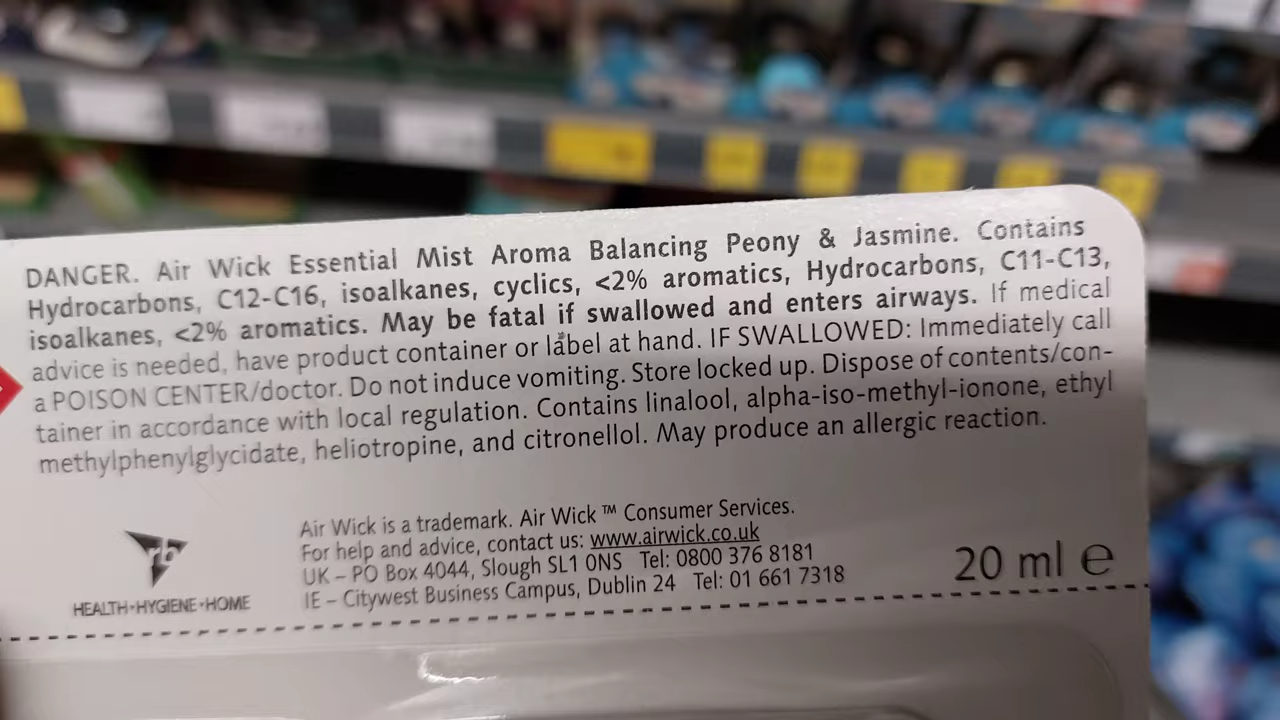 DANGER. Air Wick Essential Mist Aroma Balancing Peony & Jasmine. Contains
Hydrocarbons, C12-C16, isoalkanes, cyclics, <2% aromatics, Hydrocarbons, C11-C13,
isoalkanes, <2% aromatics. May be fatal if swallowed and enters airways. If medical
advice is needed, have product container or label at hand. IF SWALLOWED: Immediately call
a POISON CENTER/doctor. Do not induce vomiting. Store locked up. Dispose of contents/con-
tainer in accordance with local regulation. Contains linalool, alpha-iso-methyl-ionone, ethyl
methylphenylglycidate, heliotropine, and citronellol. May produce an allergic reaction.
rb
HEALTH•HYGIENE•HOME
Air Wick is a trademark. Air Wick ™ Consumer Services.
For help and advice, contact us: www.airwick.co.uk
UK – PO Box 4044, Slough SL1 0NS Tel: 0800 376 8181
IE – Citywest Business Campus, Dublin 24 Tel: 01 661 7318
20 ml e